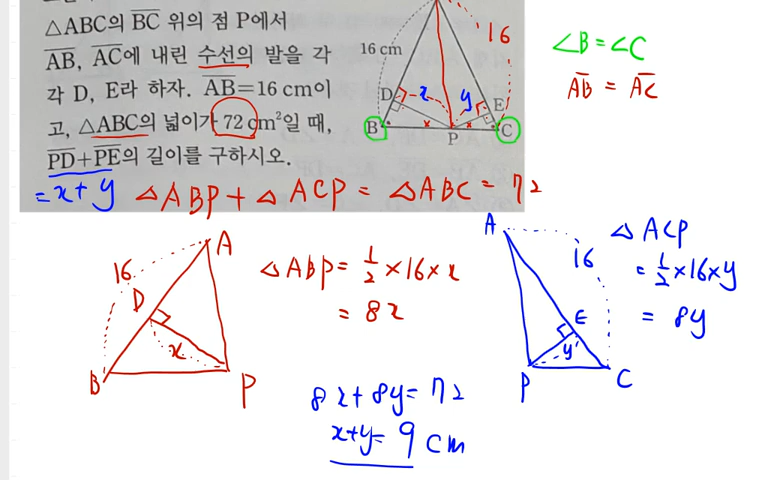 △ABC의 BC 위의 점 P에서
AB, AC에 내린 수선의 발을 각
각 D, E라 하자. AB=16 cm이
고, △ABC의 넓이가 72 cm²일 때,
PD+PE의 길이를 구하시오.
16 cm
16
D
x
y
E
B
P
C
∠B=∠C
AB = AC
=x+y
△ABP + △ACP = △ABC = 72
A
16
D
x
B
P
△ABP = 1/2 × 16 × x
= 8x
A
16
E
y
P
C
△ACP
= 1/2 × 16 × y
= 8y
8x+8y=72
x+y= 9 cm